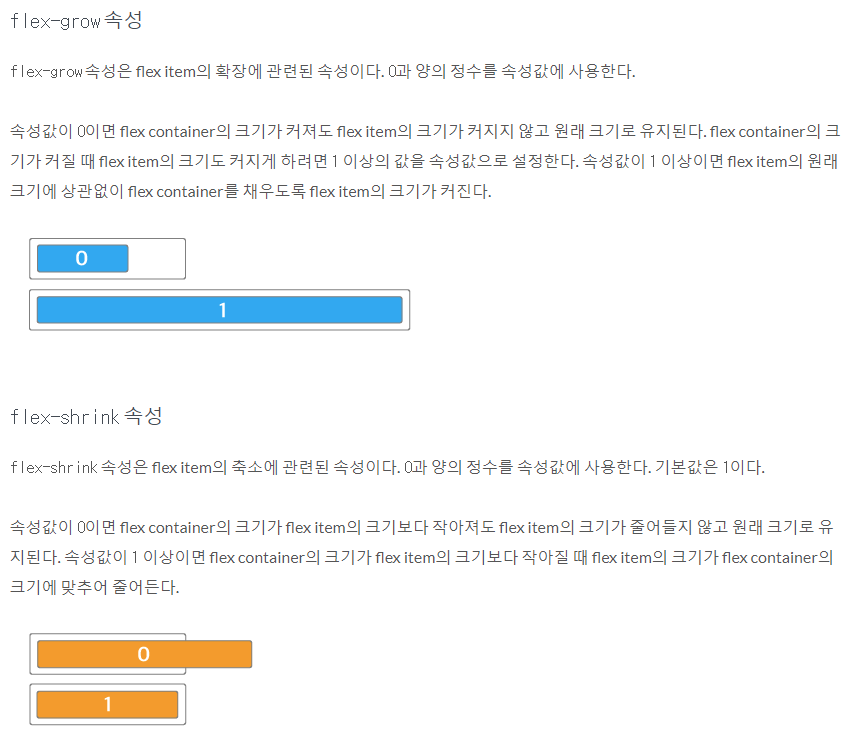 flex-grow 속성
flex-grow 속성은 flex item의 확장에 관련된 속성이다. 0과 양의 정수를 속성값에 사용한다.
속성값이 0이면 flex container의 크기가 커져도 flex item의 크기가 커지지 않고 원래 크기로 유지된다. flex container의 크
기가 커질 때 flex item의 크기도 커지게 하려면 1 이상의 값을 속성값으로 설정한다. 속성값이 1 이상이면 flex item의 원래
크기에 상관없이 flex container를 채우도록 flex item의 크기가 커진다.
0
1
flex-shrink 속성
flex-shrink 속성은 flex item의 축소에 관련된 속성이다. 0과 양의 정수를 속성값에 사용한다. 기본값은 1이다.
속성값이 0이면 flex container의 크기가 flex item의 크기보다 작아져도 flex item의 크기가 줄어들지 않고 원래 크기로 유
지된다. 속성값이 1 이상이면 flex container의 크기가 flex item의 크기보다 작아질 때 flex item의 크기가 flex container의
크기에 맞추어 줄어든다.
0
1